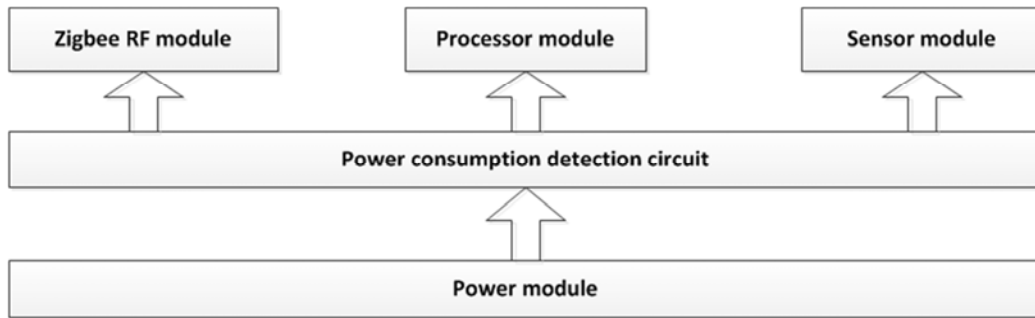 Zigbee RF module
Processor module
Sensor module
Power consumption detection circuit
Power module